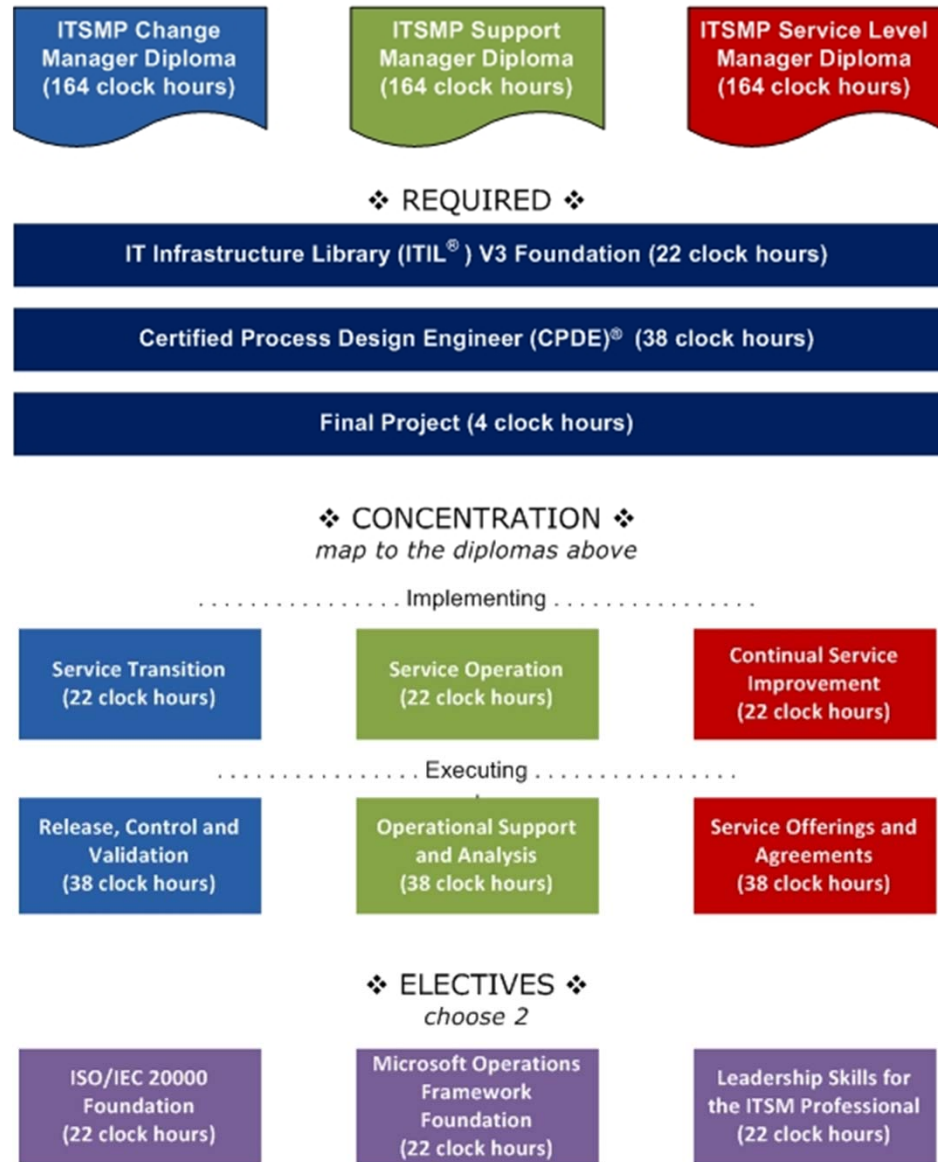 ITSMP Change
Manager Diploma
(164 clock hours)
ITSMP Support
Manager Diploma
(164 clock hours)
ITSMP Service Level
Manager Diploma
(164 clock hours)
❖ REQUIRED ❖
IT Infrastructure Library (ITIL® ) V3 Foundation (22 clock hours)
Certified Process Design Engineer (CPDE)® (38 clock hours)
Final Project (4 clock hours)
❖ CONCENTRATION ❖
map to the diplomas above
. . . . . . . . . . . . . . . . Implementing . . . . . . . . . . . . . . . .
Service Transition
(22 clock hours)
Service Operation
(22 clock hours)
Continual Service
Improvement
(22 clock hours)
. . . . . . . . . . . . . . . . Executing . . . . . . . . . . . . . . . .
Release, Control and
Validation
(38 clock hours)
Operational Support
and Analysis
(38 clock hours)
Service Offerings and
Agreements
(38 clock hours)
❖ ELECTIVES ❖
choose 2
ISO/IEC 20000
Foundation
(22 clock hours)
Microsoft Operations
Framework
Foundation
(22 clock hours)
Leadership Skills for
the ITSM Professional
(22 clock hours)